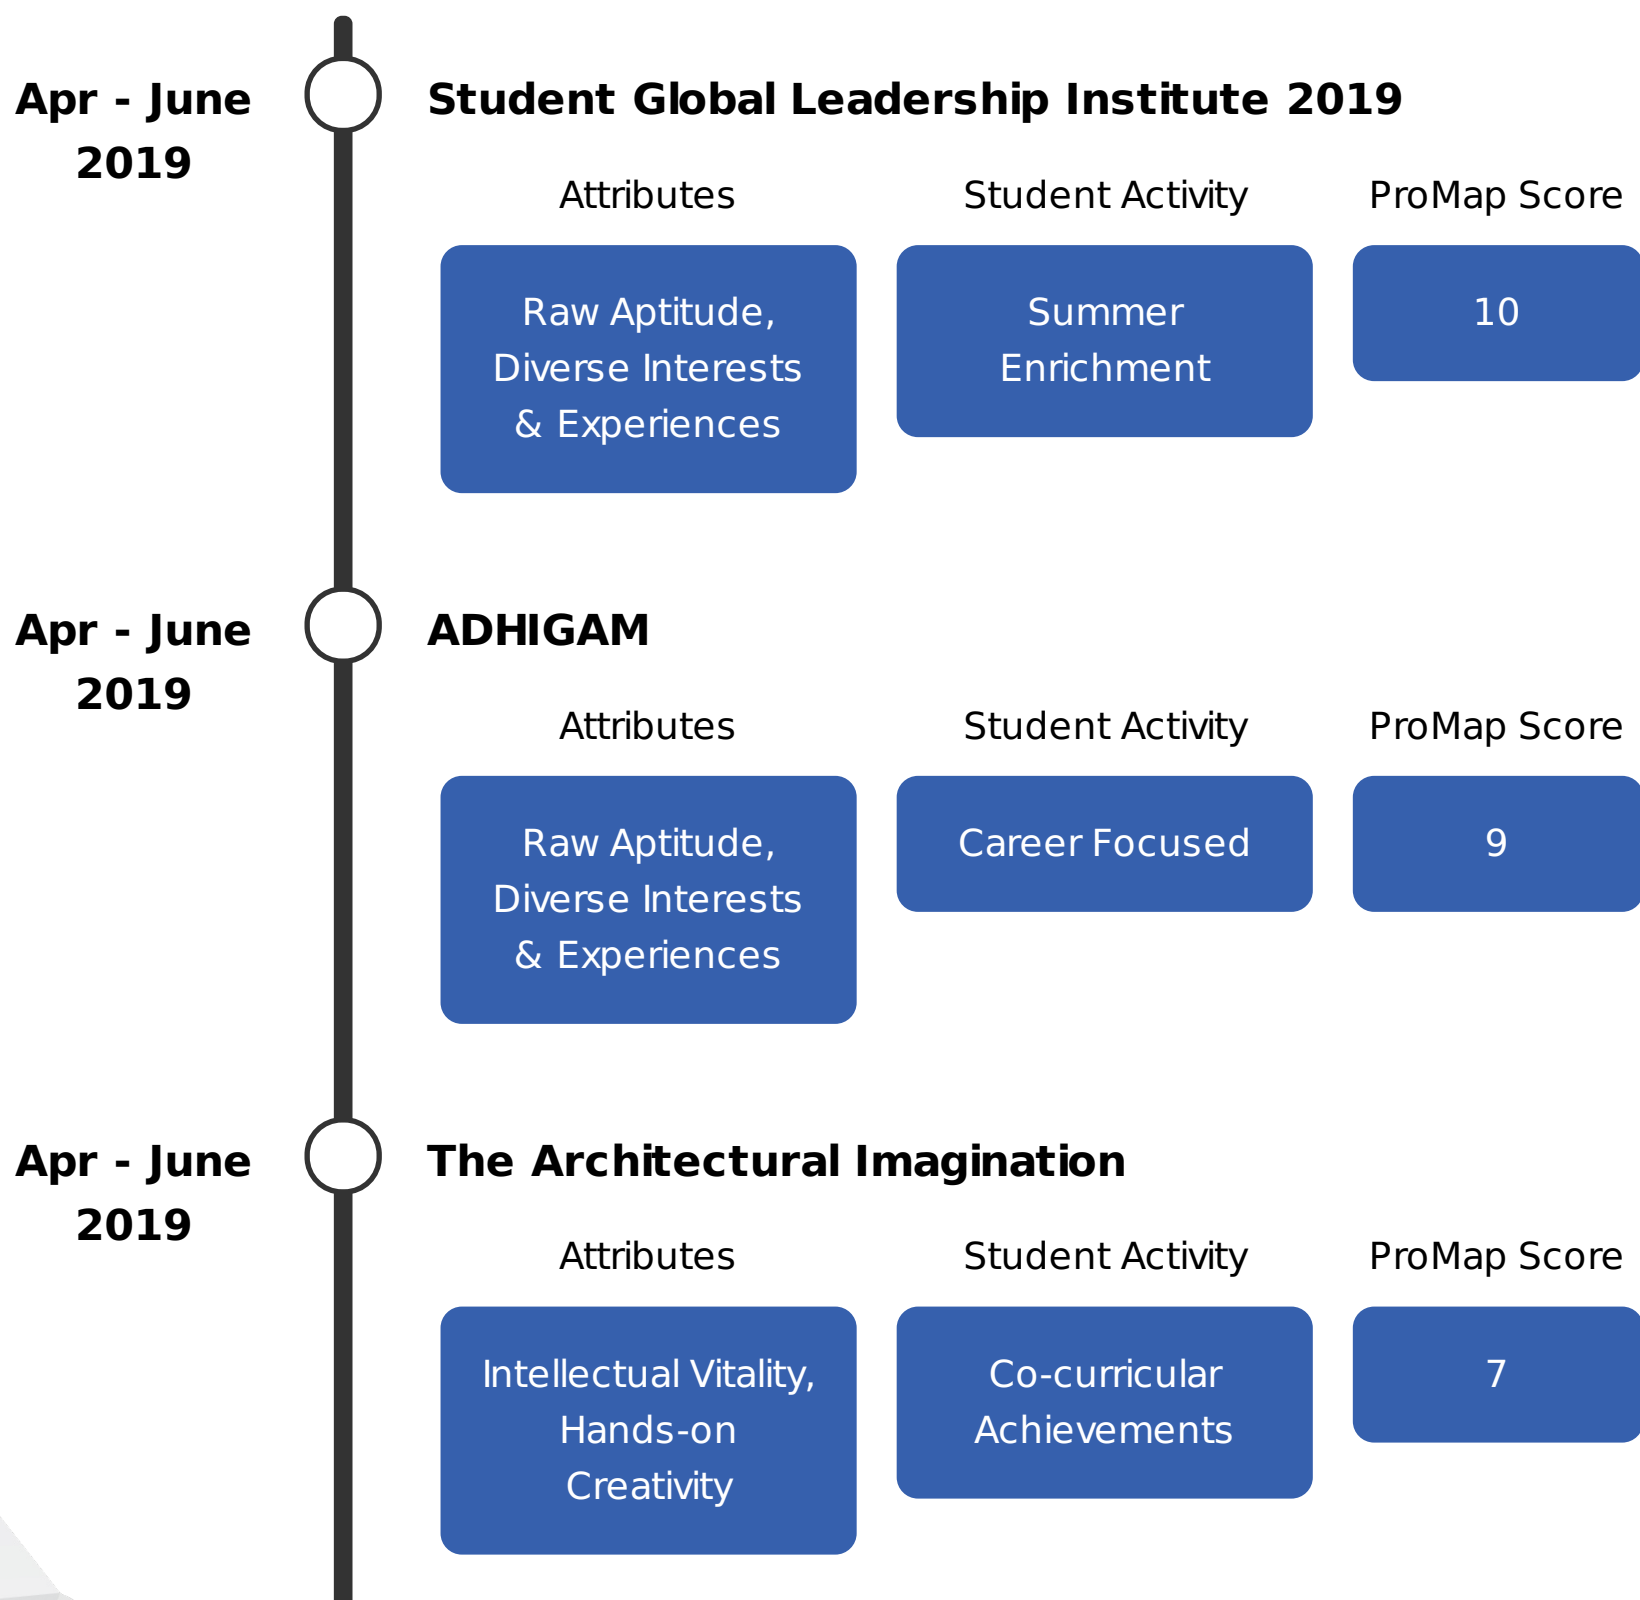 Apr - June
2019
Student Global Leadership Institute 2019
Attributes
Student Activity
ProMap Score
Raw Aptitude,
Diverse Interests
& Experiences
Summer
Enrichment
10
Apr - June
2019
ADHIGAM
Attributes
Student Activity
ProMap Score
Raw Aptitude,
Diverse Interests
& Experiences
Career Focused
9
Apr - June
2019
The Architectural Imagination
Attributes
Student Activity
ProMap Score
Intellectual Vitality,
Hands-on
Creativity
Co-curricular
Achievements
7